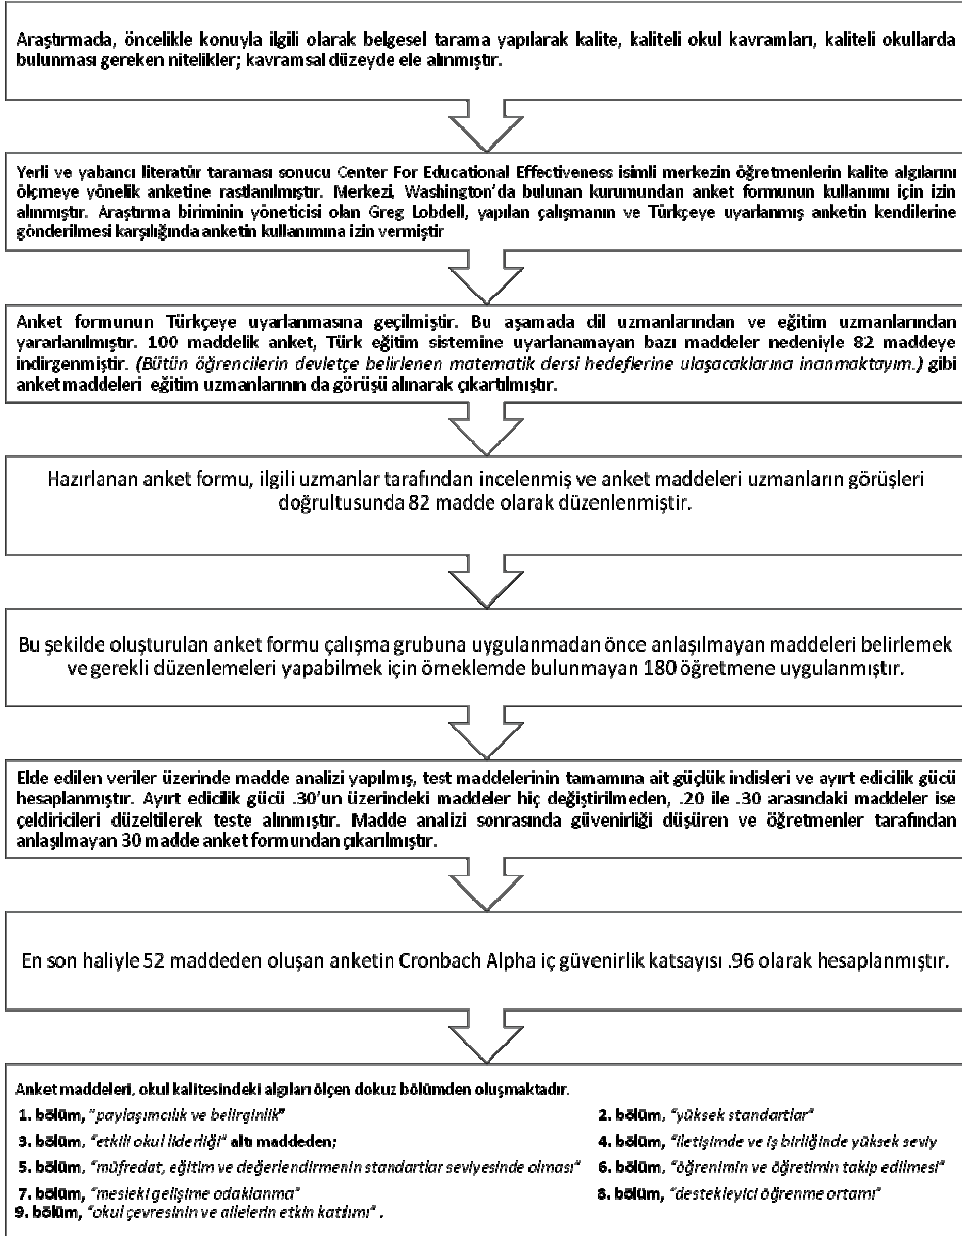 Araştırmada, öncelikle konuyla ilgili olarak belgesel tarama yapılarak kalite, kaliteli okul kavramları, kaliteli okullarda
bulunması gereken nitelikler; kavramsal düzeyde ele alınmıştır.
Yerli ve yabancı literatür taraması sonucu Center For Educational Effectiveness isimli merkezin öğretmenlerin kalite algılarını
ölçmeye yönelik anketine rastlanılmıştır. Merkezi, Washington’da bulunan kurumundan anket formunun kullanımı için izin
alınmıştır. Araştırma biriminin yöneticisi olan Greg Lobdell, yapılan çalışmanın ve Türkçeye uyarlanmış anketin kendilerine
gönderilmesi karşılığında anketin kullanımına izin vermiştir
Anket formunun Türkçeye uyarlanmasına geçilmiştir. Bu aşamada dil uzmanlarından ve eğitim uzmanlarından
yararlanılmıştır. 100 maddelik anket, Türk eğitim sistemine uyarlanamayan bazı maddeler nedeniyle 82 maddeye
indirgenmiştir. (Bütün öğrencilerin devletçe belirlenen matematik dersi hedeflerine ulaşacaklarına inanmaktayım.) gibi
anket maddeleri eğitim uzmanlarının da görüşü alınarak çıkartılmıştır.
Hazırlanan anket formu, ilgili uzmanlar tarafından incelenmiş ve anket maddeleri uzmanların görüşleri
doğrultusunda 82 madde olarak düzenlenmiştir.
Bu şekilde oluşturulan anket formu çalışma grubuna uygulanmadan önce anlaşılmayan maddeleri belirlemek
ve gerekli düzenlemeleri yapabilmek için örneklemde bulunmayan 180 öğretmene uygulanmıştır.
Elde edilen veriler üzerinde madde analizi yapılmış, test maddelerinin tamamına ait güçlük indisleri ve ayırt edicilik gücü
hesaplanmıştır. Ayırt edicilik gücü .30’un üzerindeki maddeler hiç değiştirilmeden, .20 ile .30 arasındaki maddeler ise
çeldiricileri düzeltilerek teste alınmıştır. Madde analizi sonrasında güvenirliği düşüren ve öğretmenler tarafından
anlaşılmayan 30 madde anket formundan çıkarılmıştır.
En son haliyle 52 maddeden oluşan anketin Cronbach Alpha iç güvenirlik katsayısı .96 olarak hesaplanmıştır.
Anket maddeleri, okul kalitesindeki algıları ölçen dokuz bölümden oluşmaktadır.
1. bölüm, “paylaşımcılık ve belirginlik” 2. bölüm, “yüksek standartlar”
3. bölüm, “etkili okul liderliği” altı maddeden; 4. bölüm, “iletişimde ve iş birliğinde yüksek seviy
5. bölüm, “müfredat, eğitim ve değerlendirmenin standartlar seviyesinde olması” 6. bölüm, “öğrenimin ve öğretimin takip edilmesi”
7. bölüm, “mesleki gelişime odaklanma” 8. bölüm, “destekleyici öğrenme ortamı”
9. bölüm, “okul çevresinin ve ailelerin etkin katılımı” .